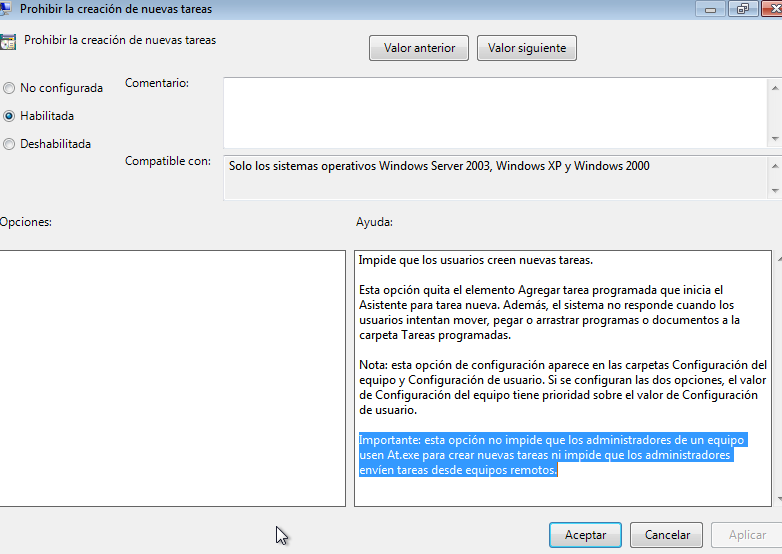 Prohibir la creación de nuevas tareas
Prohibir la creación de nuevas tareas
Valor anterior
Valor siguiente
No configurada
Comentario:
Habilitada
Deshabilitada
Compatible con:
Solo los sistemas operativos Windows Server 2003, Windows XP y Windows 2000
Opciones:
Ayuda:
Impide que los usuarios creen nuevas tareas.
Esta opción quita el elemento Agregar tarea programada que inicia el
Asistente para tarea nueva. Además, el sistema no responde cuando los
usuarios intentan mover, pegar o arrastrar programas o documentos a la
carpeta Tareas programadas.
Nota: esta opción de configuración aparece en las carpetas Configuración del
equipo y Configuración de usuario. Si se configuran las dos opciones, el valor
de Configuración del equipo tiene prioridad sobre el valor de Configuración
de usuario.
Importante: esta opción no impide que los administradores de un equipo
usen At.exe para crear nuevas tareas ni impide que los administradores
envíen tareas desde equipos remotos.
Aceptar
Cancelar
Aplicar